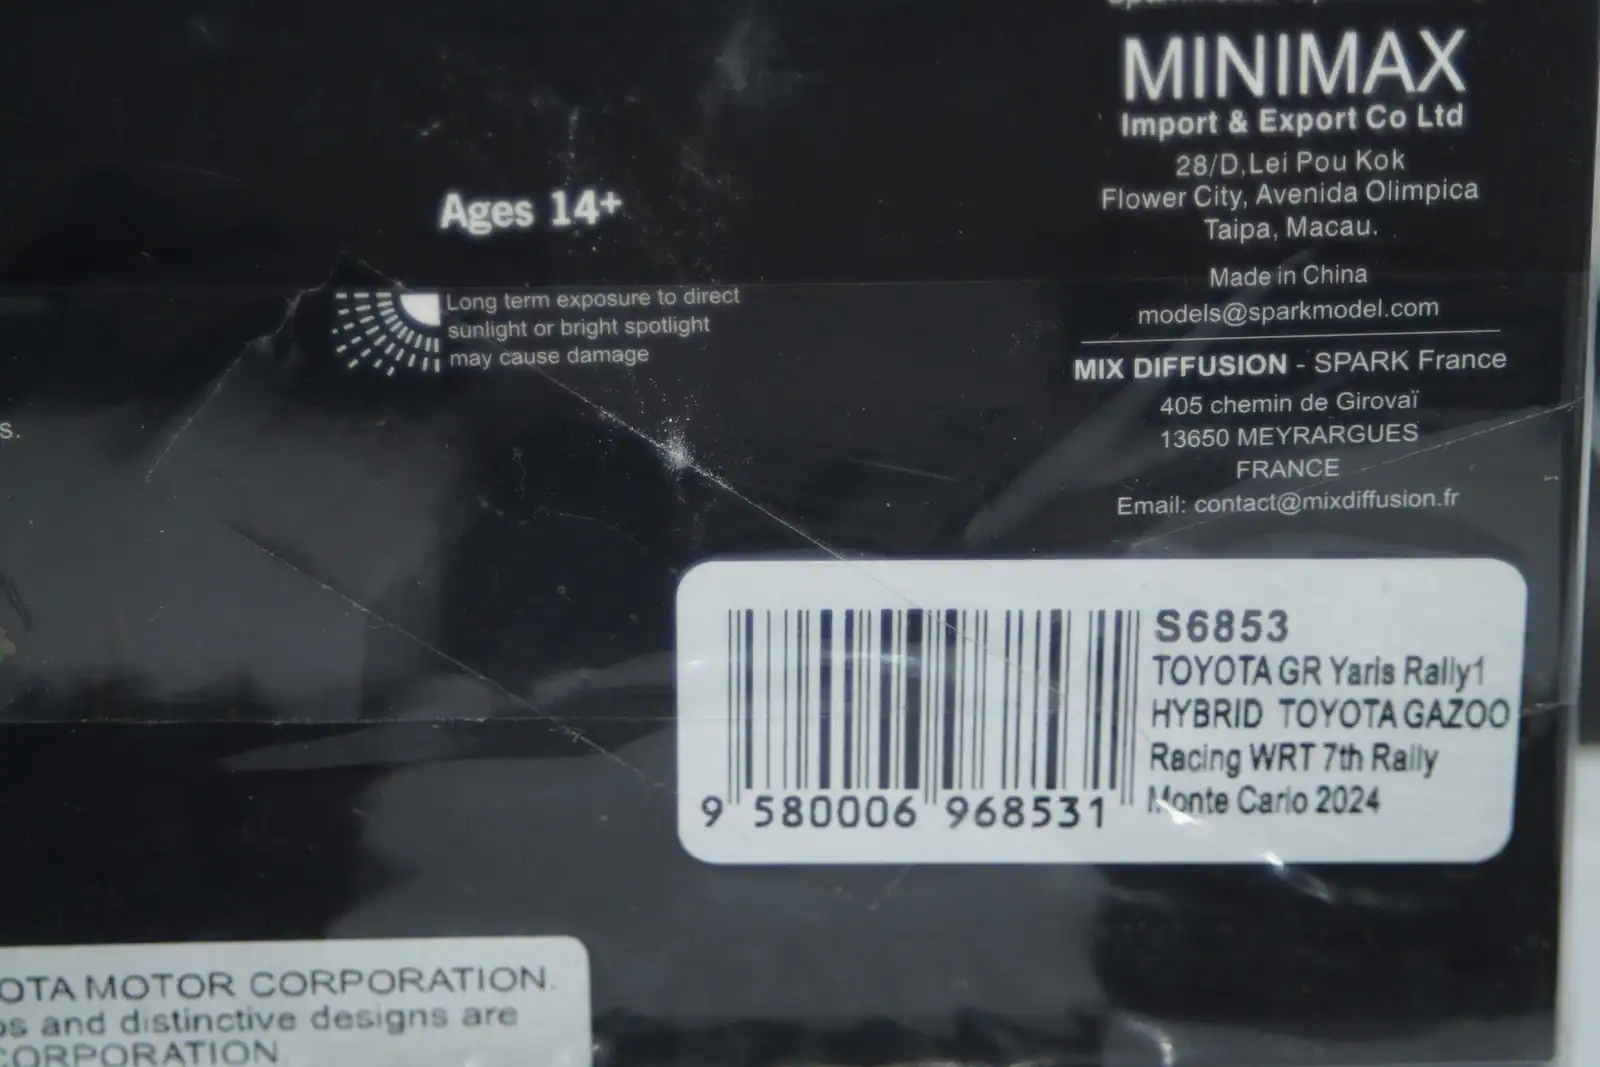 MINIMAX
Import & Export Co Ltd
28/D,Lei Pou Kok
Flower City, Avenida Olimpica
Taipa, Macau.
Made in China
models@sparkmodel.com
MIX DIFFUSION - SPARK France
405 chemin de Girovaï
13650 MEYRARGUES
FRANCE
Email: contact@mixdiffusion.fr
Ages 14+
Long term exposure to direct
sunlight or bright spotlight
may cause damage
s.
S6853
TOYOTA GR Yaris Rally1
HYBRID TOYOTA GAZOO
Racing WRT 7th Rally
Monte Carlo 2024
9 580006 968531
OTA MOTOR CORPORATION.
os and distinctive designs are
CORPORATION